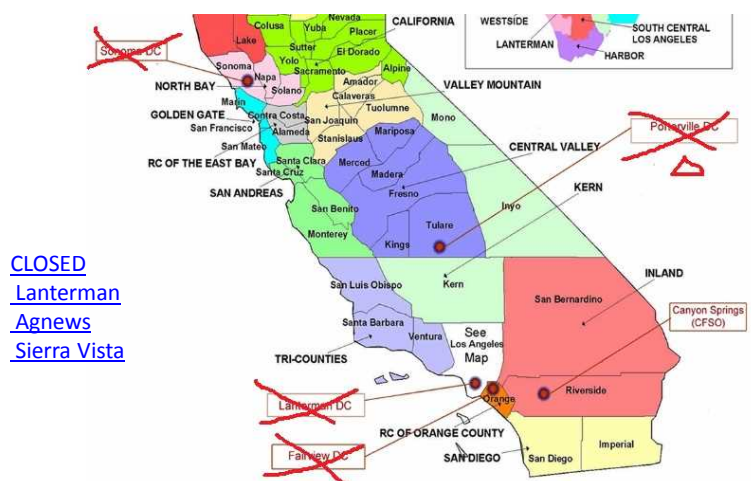 Nevada
Colusa
Yuba
Placer
CALIFORNIA
WESTSIDE
SOUTH CENTRAL
LOS ANGELES
LANTERMAN
HARBOR
Lake
Sutter
El Dorado
Yolo
Sonoma DC
Sonoma
Napa
Sacramento
Alpine
Amador
NORTH BAY
Solano
Calaveras
VALLEY MOUNTAIN
Marin
Tuolumne
GOLDEN GATE
Contra Costa
San Joaquin
Mono
San Francisco
Alameda
Stanislaus
Mariposa
Porterville DC
San Mateo
RC OF THE EAST BAY
Santa Clara
Merced
CENTRAL VALLEY
Santa Cruz
Madera
SAN ANDREAS
Fresno
KERN
San Benito
Inyo
Tulare
Monterey
Kings
CLOSED
Lanterman
Agnews
Sierra Vista
San Luis Obispo
Kern
INLAND
San Bernardino
Canyon Springs
(CFSO)
Santa Barbara
Ventura
See
Los Angeles
Map
TRI-COUNTIES
Lanterman DC
Orange
Riverside
RC OF ORANGE COUNTY
Fairview DC
SAN DIEGO
San Diego
Imperial